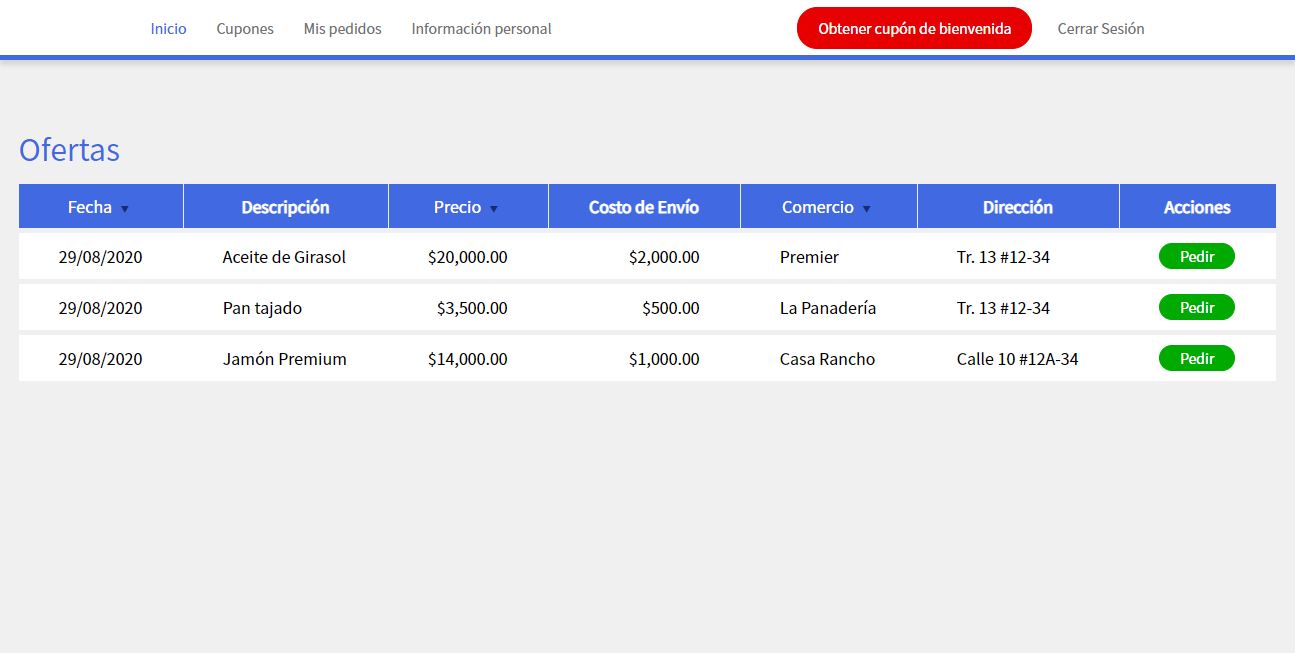 Inicio Cupones Mis pedidos Información personal Obtener cupón de bienvenida Cerrar Sesión
Ofertas
Fecha ▼ Descripción Precio ▼ Costo de Envío Comercio ▼ Dirección Acciones
29/08/2020 Aceite de Girasol $20,000.00 $2,000.00 Premier Tr. 13 #12-34 Pedir
29/08/2020 Pan tajado $3,500.00 $500.00 La Panadería Tr. 13 #12-34 Pedir
29/08/2020 Jamón Premium $14,000.00 $1,000.00 Casa Rancho Calle 10 #12A-34 Pedir